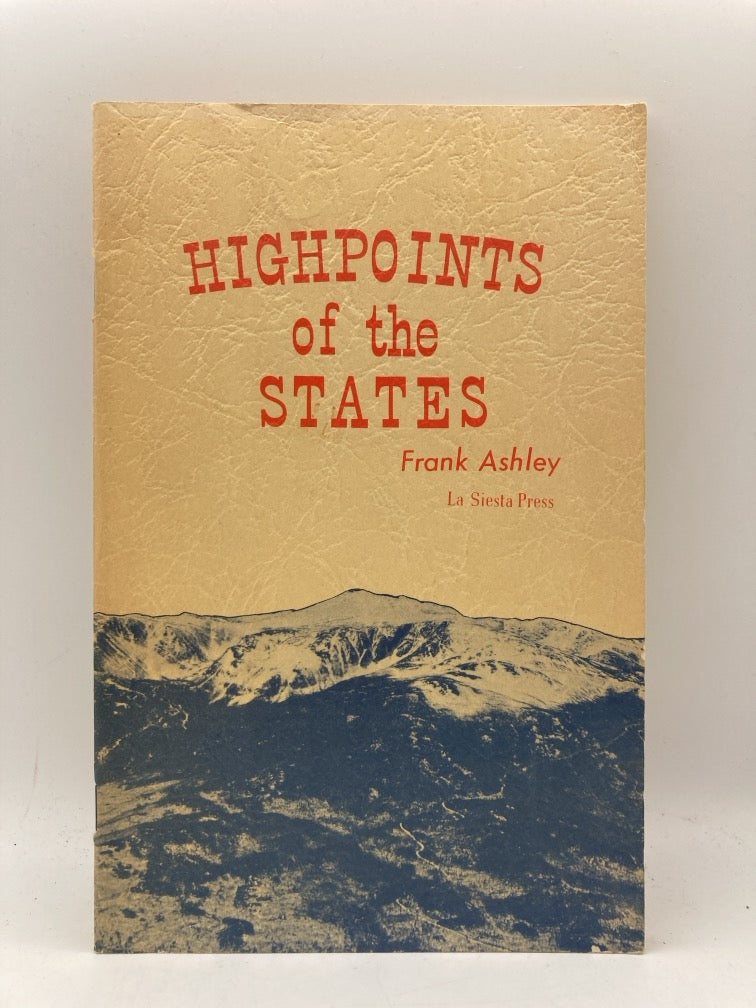 HIGHPOINTS
of the
STATES
Frank Ashley
La Siesta Press